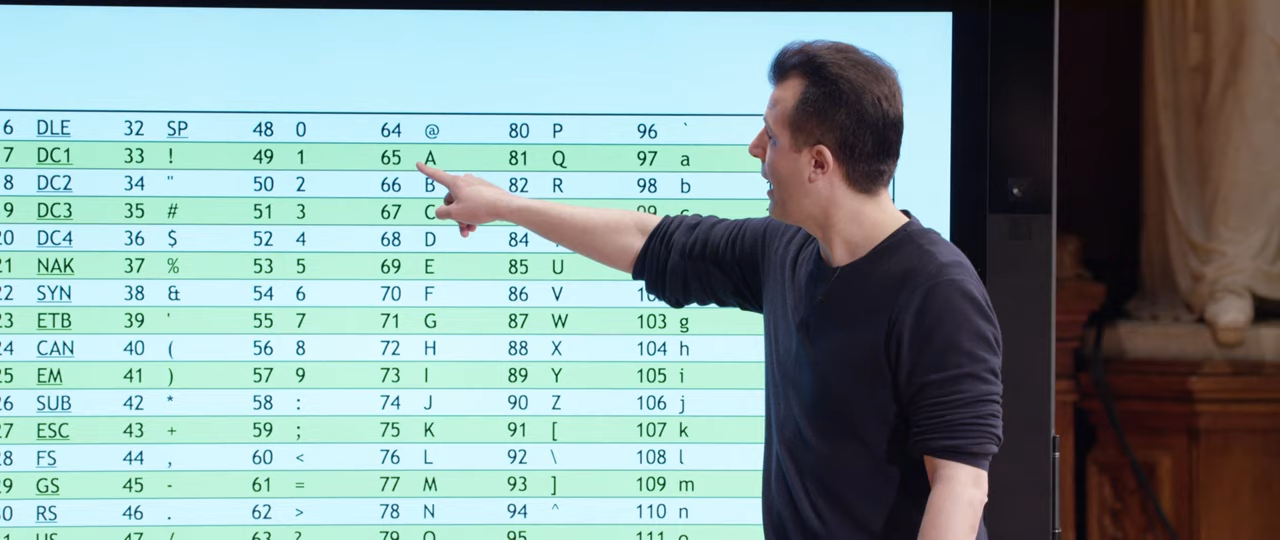 6 DLE 32 SP 48 0 64 @ 80 P 96 `
7 DC1 33 ! 49 1 65 A 81 Q 97 a
8 DC2 34 " 50 2 66 B 82 R 98 b
9 DC3 35 # 51 3 67 C 99 c
20 DC4 36 $ 52 4 68 D 84
21 NAK 37 % 53 5 69 E 85 U
22 SYN 38 & 54 6 70 F 86 V
23 ETB 39 ' 55 7 71 G 87 W 103 g
24 CAN 40 ( 56 8 72 H 88 X 104 h
25 EM 41 ) 57 9 73 I 89 Y 105 i
26 SUB 42 * 58 : 74 J 90 Z 106 j
27 ESC 43 + 59 ; 75 K 91 [ 107 k
28 FS 44 , 60 < 76 L 92 \ 108 l
29 GS 45 - 61 = 77 M 93 ] 109 m
30 RS 46 . 62 > 78 N 94 ^ 110 n
US 47 / 63 ? 79 O 95 111 o